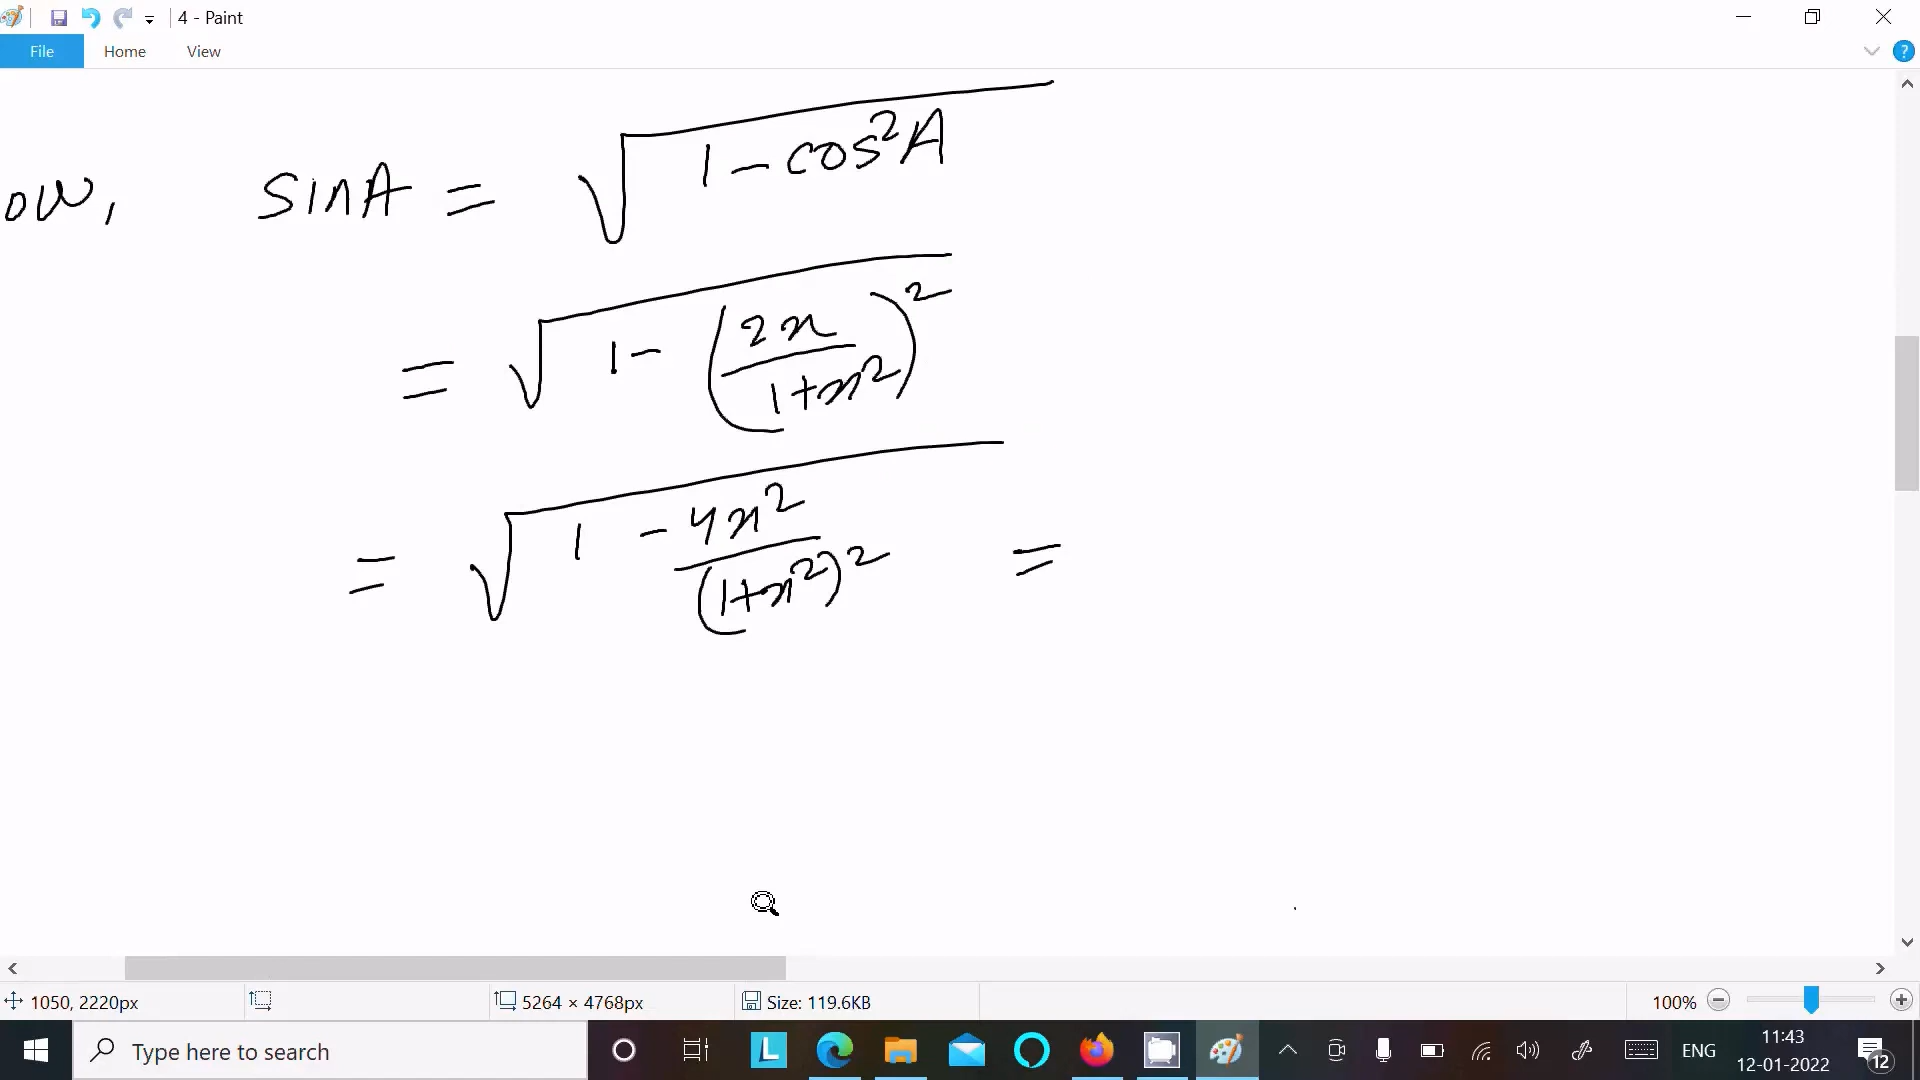 4 - Paint
File Home View
ow, sinA = √(1 - cos²A)
= √(1 - (2x/(1+x²))²)
= √(1 - 4x²/(1+x²)²) =
1050, 2220px 5264 × 4768px Size: 119.6KB 100%
Type here to search ENG 11:43
12-01-2022 12